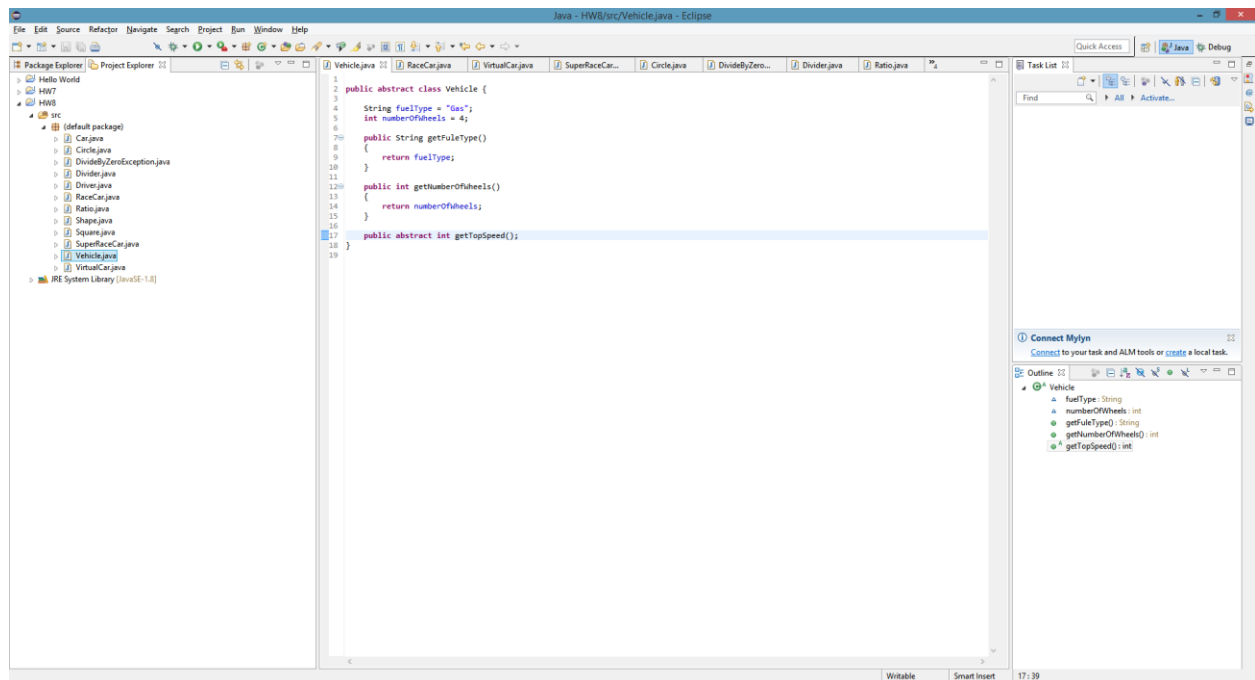 Java - HW8/src/Vehicle.java - Eclipse
File Edit Source Refactor Navigate Search Project Run Window Help
Quick Access Java Debug
Package Explorer Project Explorer
Vehicle.java RaceCar.java VirtualCar.java SuperRaceCar... Circle.java DivideByZero... Divider.java Ratio.java »4
Task List
Find All Activate...
Hello World
HW7
HW8
src
(default package)
Car.java
Circle.java
DivideByZeroException.java
Divider.java
Driver.java
RaceCar.java
Ratio.java
Shape.java
Square.java
SuperRaceCar.java
Vehicle.java
VirtualCar.java
JRE System Library [JavaSE-1.8]
1
2 public abstract class Vehicle {
3
4 String fuelType = "Gas";
5 int numberOfWheels = 4;
6
7 public String getFuleType()
8 {
9 return fuelType;
10 }
11
12 public int getNumberOfWheels()
13 {
14 return numberOfWheels;
15 }
16
17 public abstract int getTopSpeed();
18 }
19
Connect Mylyn
Connect to your task and ALM tools or create a local task.
Outline
Vehicle
fuelType : String
numberOfWheels : int
getFuleType() : String
getNumberOfWheels() : int
A getTopSpeed() : int
Writable Smart Insert 17 : 39